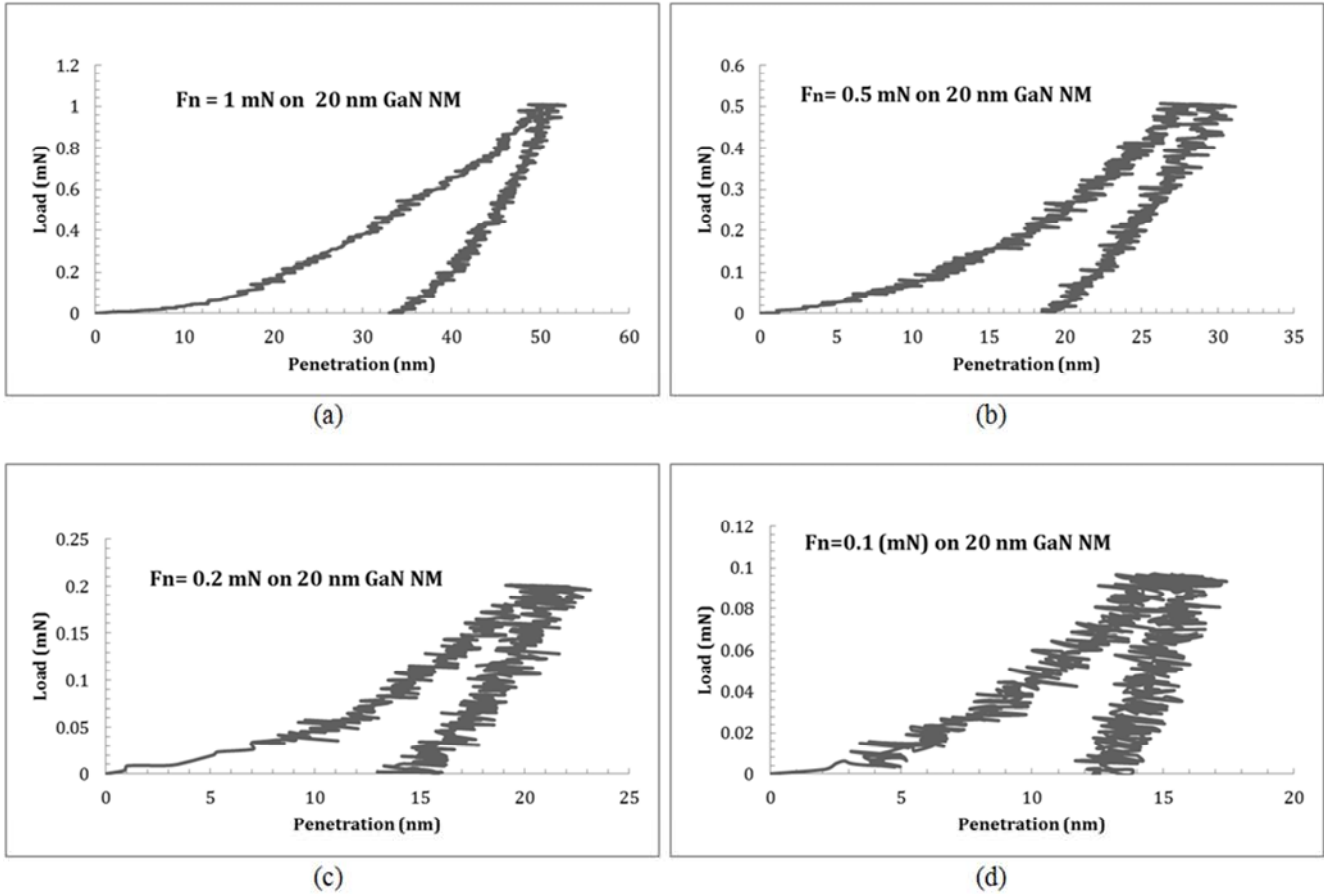 1.2
Fn = 1 mN on 20 nm GaN NM
1
0.8
0.6
0.4
0.2
0
Load (mN)
0 10 20 30 40 50 60
Penetration (nm)
(a)
0.6
Fn= 0.5 mN on 20 nm GaN NM
0.5
0.4
0.3
0.2
0.1
0
Load (mN)
0 5 10 15 20 25 30 35
Penetration (nm)
(b)
0.25
Fn= 0.2 mN on 20 nm GaN NM
0.2
0.15
0.1
0.05
0
Load (mN)
0 5 10 15 20 25
Penetration (nm)
(c)
0.12
Fn=0.1 (mN) on 20 nm GaN NM
0.1
0.08
0.06
0.04
0.02
0
Load (mN)
0 5 10 15 20
Penetration (nm)
(d)